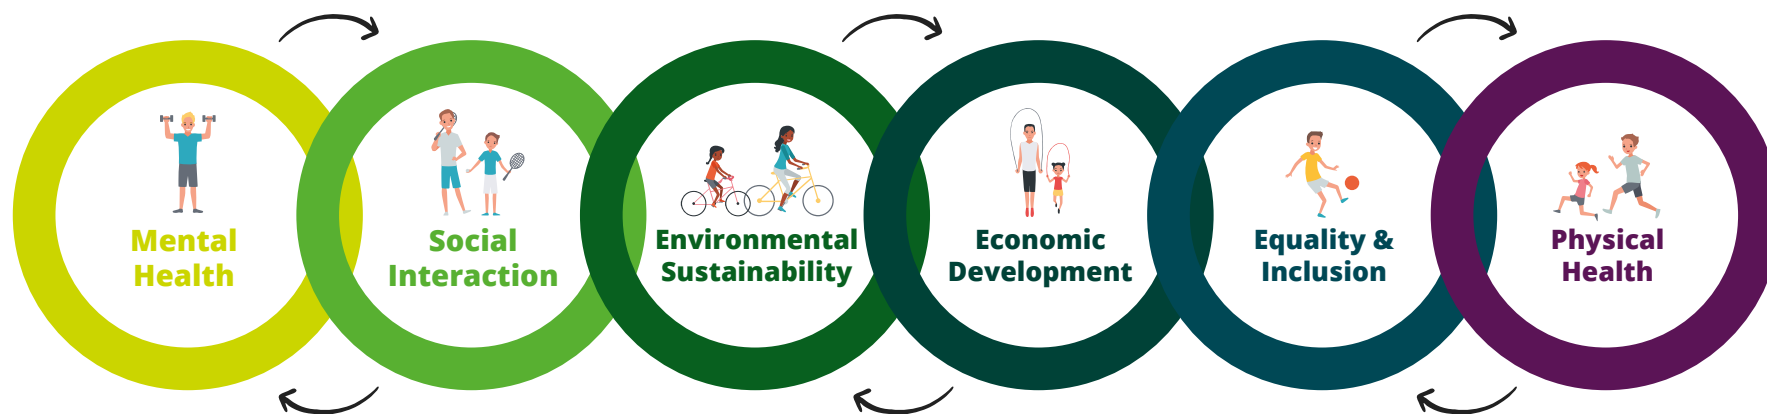 Mental
Health
Social
Interaction
Environmental
Sustainability
Economic
Development
Equality &
Inclusion
Physical
Health